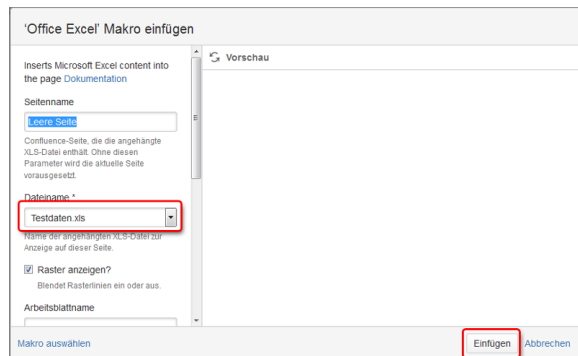 'Office Excel' Makro einfügen
Inserts Microsoft Excel content into
the page Dokumentation
Seitenname
Leere Seite
Confluence-Seite, die die angehängte
XLS-Datei enthält. Ohne diesen
Parameter wird die aktuelle Seite
vorausgesetzt.
Dateiname *
Testdaten.xls
Name der angehängten XLS-Datei zur
Anzeige auf dieser Seite.
Raster anzeigen?
Blendet Rasterlinien ein oder aus.
Arbeitsblattname
Vorschau
Makro auswählen
Einfügen Abbrechen